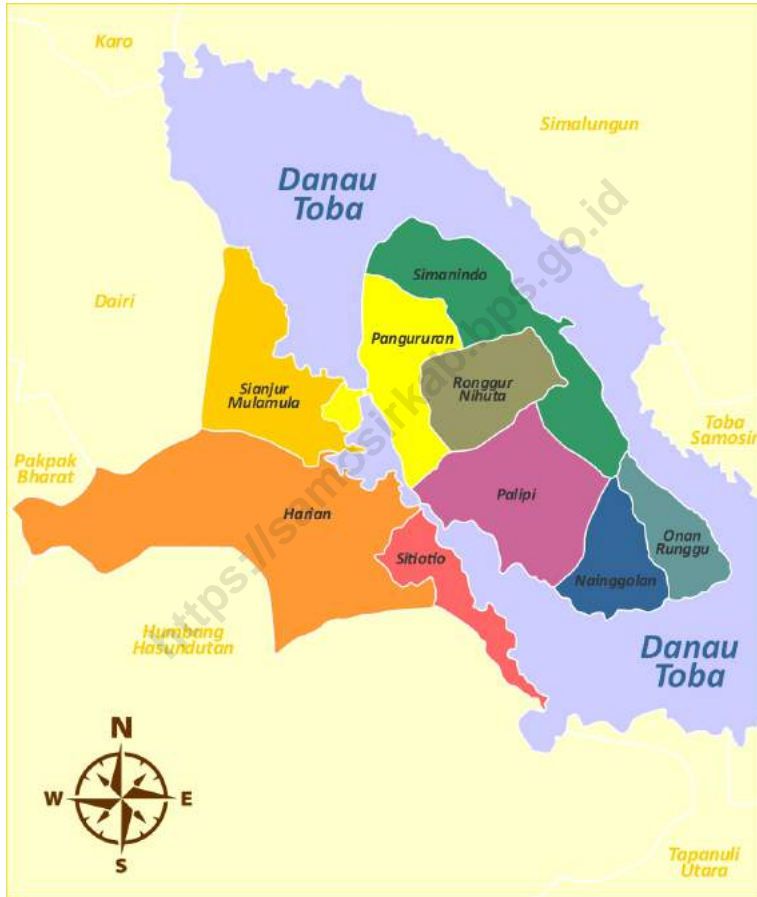 Karo
Simalungun
Danau
Toba
Simanindo
Dairi
Pangururan
Ronggur
Nihuta
Sianjur
Mulamula
Toba
Samosir
Pakpak
Bharat
Palipi
Harian
Onan
Runggu
Sitiotio
Nainggolan
Humbang
Hasundutan
Danau
Toba
N
W
E
S
Tapanuli
Utara
https://samosirkab.bps.go.id